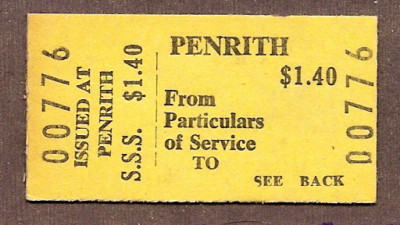 00776
ISSUED AT
PENRITH
S.S.S. $1.40
PENRITH
$1.40
From
Particulars
of Service
TO
SEE BACK
00776